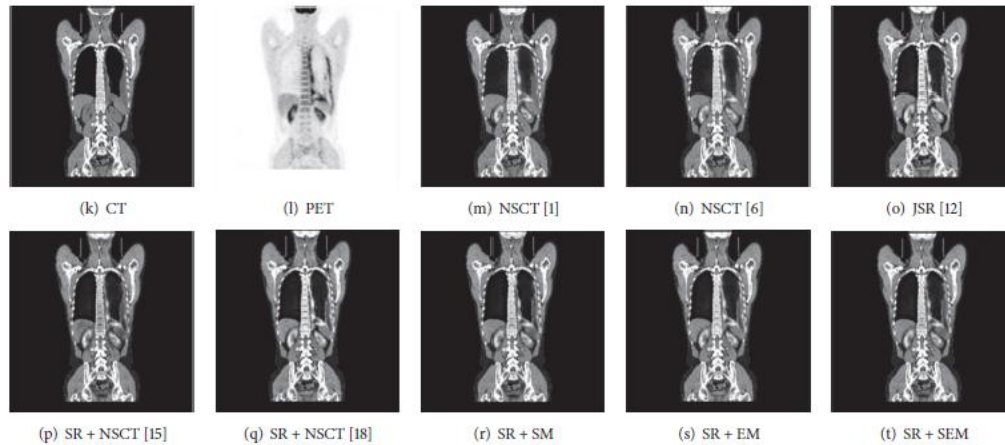 (k) CT
(l) PET
(m) NSCT [1]
(n) NSCT [6]
(o) JSR [12]
(p) SR + NSCT [15]
(q) SR + NSCT [18]
(r) SR + SM
(s) SR + EM
(t) SR + SEM